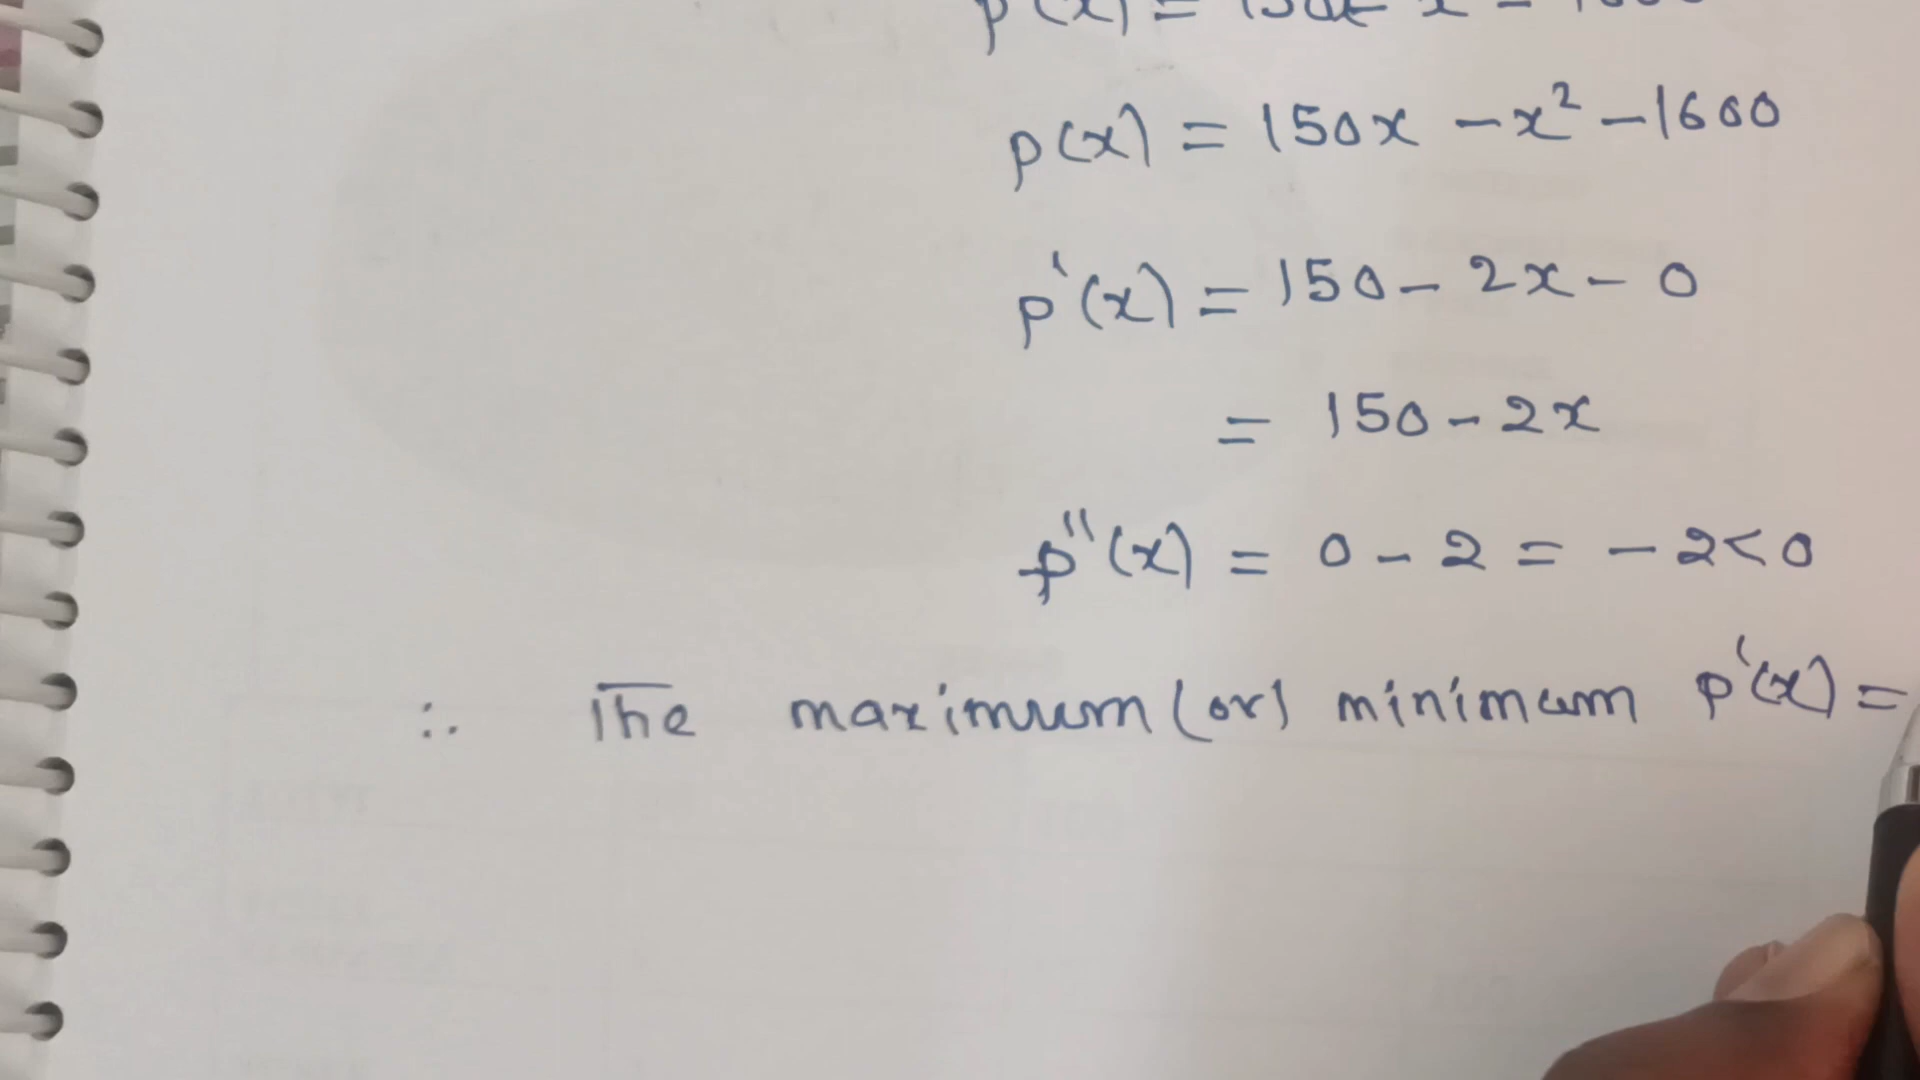 p(x) = 150x - x² - 1600
p'(x) = 150 - 2x - 0
= 150 - 2x
p''(x) = 0 - 2 = -2 < 0
∴ The maximum (or) minimum p'(x) =